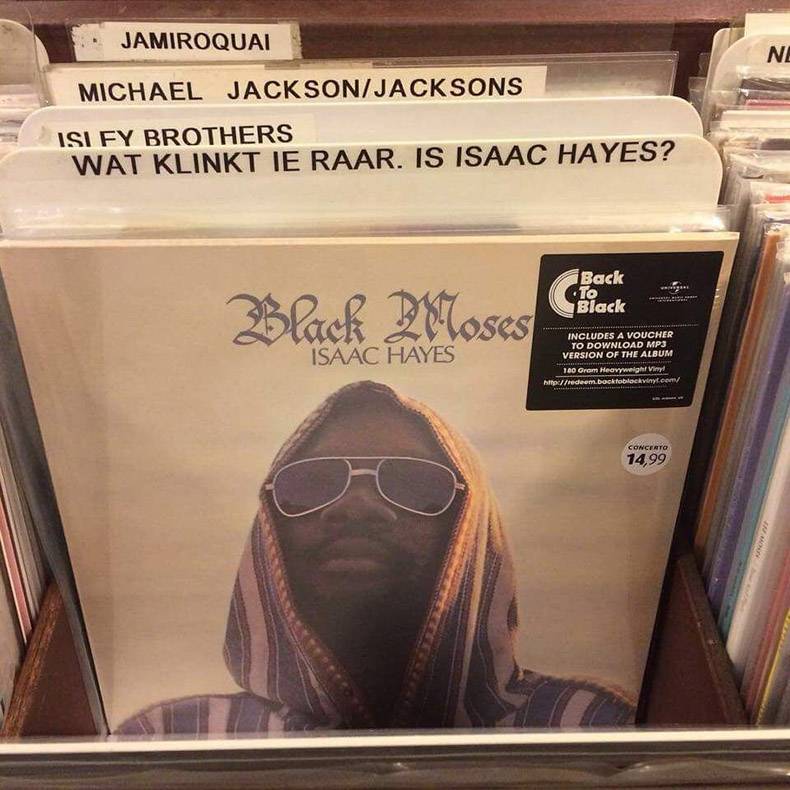 JAMIROQUAI
NE
MICHAEL JACKSON/JACKSONS
ISLEY BROTHERS
WAT KLINKT IE RAAR. IS ISAAC HAYES?
Black Moses
ISAAC HAYES
Back
To
Black
UNIVERSAL
INCLUDES A VOUCHER
TO DOWNLOAD MP3
VERSION OF THE ALBUM
180 Gram Heavyweight Vinyl
http://redeem.backtoblackvinyl.com/
CONCERTO
14,99